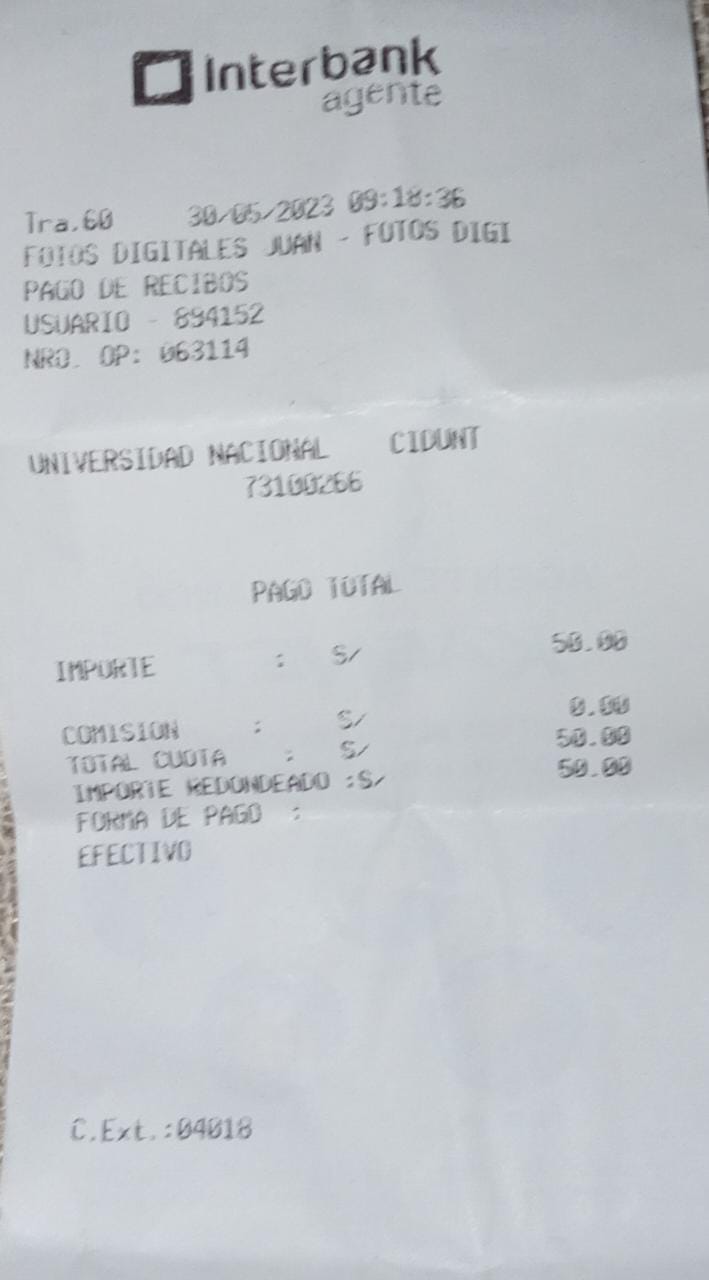 Interbank
agente
Tra.60 30/05/2023 09:18:36
FOTOS DIGITALES JUAN - FOTOS DIGI
PAGO DE RECIBOS
USUARIO - 894152
NRO. OP: 063114
UNIVERSIDAD NACIONAL CIDUNT
73100266
PAGO TOTAL
IMPORTE : S/ 50.00
COMISION : S/ 0.00
TOTAL CUOTA : S/ 50.00
IMPORTE REDONDEADO :S/ 50.00
FORMA DE PAGO :
EFECTIVO
C.Ext.:04018